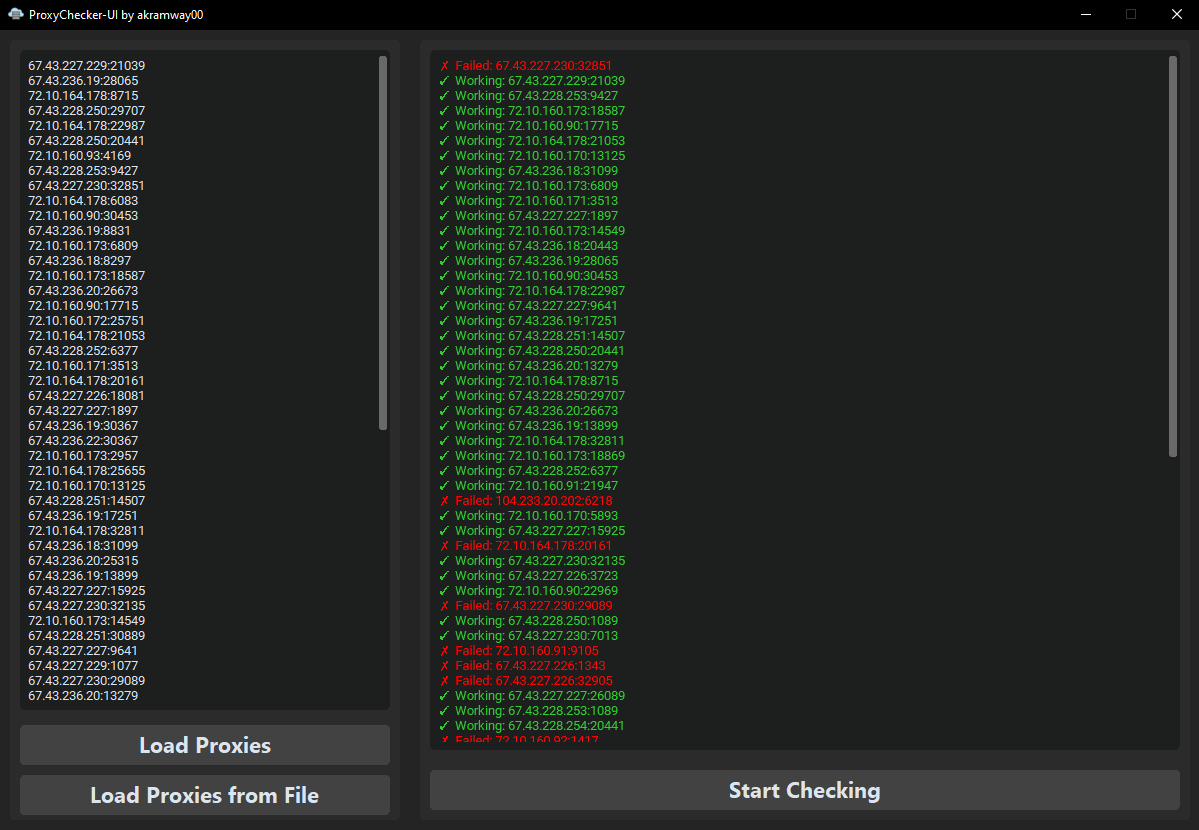 ProxyChecker-UI by akramway00
67.43.227.229:21039
67.43.236.19:28065
72.10.164.178:8715
67.43.228.250:29707
72.10.164.178:22987
67.43.228.250:20441
72.10.160.93:4169
67.43.228.253:9427
67.43.227.230:32851
72.10.164.178:6083
72.10.160.90:30453
67.43.236.19:8831
72.10.160.173:6809
67.43.236.18:8297
72.10.160.173:18587
67.43.236.20:26673
72.10.160.90:17715
72.10.160.172:25751
72.10.164.178:21053
67.43.228.252:6377
72.10.160.171:3513
72.10.164.178:20161
67.43.227.226:18081
67.43.227.227:1897
67.43.236.19:30367
67.43.236.22:30367
72.10.160.173:2957
72.10.164.178:25655
72.10.160.170:13125
67.43.228.251:14507
67.43.236.19:17251
72.10.164.178:32811
67.43.236.18:31099
67.43.236.20:25315
67.43.236.19:13899
67.43.227.227:15925
67.43.227.230:32135
72.10.160.173:14549
67.43.228.251:30889
67.43.227.227:9641
67.43.227.229:1077
67.43.227.230:29089
67.43.236.20:13279
Load Proxies
Load Proxies from File
✗ Failed: 67.43.227.230:32851
✓ Working: 67.43.227.229:21039
✓ Working: 67.43.228.253:9427
✓ Working: 72.10.160.173:18587
✓ Working: 72.10.160.90:17715
✓ Working: 72.10.164.178:21053
✓ Working: 72.10.160.170:13125
✓ Working: 67.43.236.18:31099
✓ Working: 72.10.160.173:6809
✓ Working: 72.10.160.171:3513
✓ Working: 67.43.227.227:1897
✓ Working: 72.10.160.173:14549
✓ Working: 67.43.236.18:20443
✓ Working: 67.43.236.19:28065
✓ Working: 72.10.160.90:30453
✓ Working: 72.10.164.178:22987
✓ Working: 67.43.227.227:9641
✓ Working: 67.43.236.19:17251
✓ Working: 67.43.228.251:14507
✓ Working: 67.43.228.250:20441
✓ Working: 67.43.236.20:13279
✓ Working: 72.10.164.178:8715
✓ Working: 67.43.228.250:29707
✓ Working: 67.43.236.20:26673
✓ Working: 67.43.236.19:13899
✓ Working: 72.10.164.178:32811
✓ Working: 72.10.160.173:18869
✓ Working: 67.43.228.252:6377
✓ Working: 72.10.160.91:21947
✗ Failed: 104.233.20.202:6218
✓ Working: 72.10.160.170:5893
✓ Working: 67.43.227.227:15925
✗ Failed: 72.10.164.178:20161
✓ Working: 67.43.227.230:32135
✓ Working: 67.43.227.226:3723
✓ Working: 72.10.160.90:22969
✗ Failed: 67.43.227.230:29089
✓ Working: 67.43.228.250:1089
✓ Working: 67.43.227.230:7013
✗ Failed: 72.10.160.91:9105
✗ Failed: 67.43.227.226:1343
✗ Failed: 67.43.227.226:32905
✓ Working: 67.43.227.227:26089
✓ Working: 67.43.228.253:1089
✓ Working: 67.43.228.254:20441
✗ Failed: 72.10.160.92:1417
Start Checking